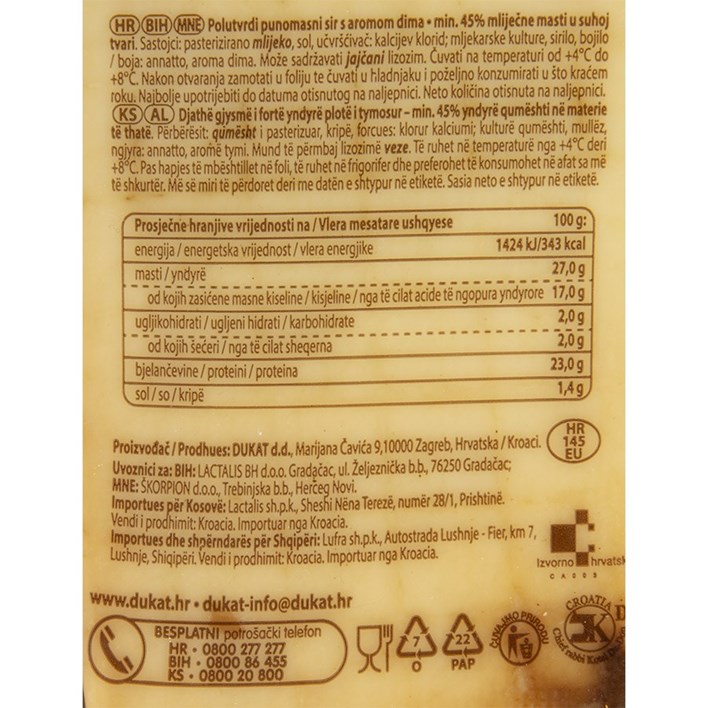 HR BIH MNE Polutvrdi punomasni sir s aromom dima • min. 45% mliječne masti u suhoj
tvari. Sastojci: pasterizirano mlijeko, sol, učvršćivač: kalcijev klorid; mljekarske kulture, sirilo, bojilo
/ boja: annatto, aroma dima. Može sadržavati jajčani lizozim. Čuvati na temperaturi od +4°C do
+8°C. Nakon otvaranja zamotati u foliju te čuvati u hladnjaku i poželjno konzumirati u što kraćem
roku. Najbolje upotrijebiti do datuma otisnutog na naljepnici. Neto količina otisnuta na naljepnici.
KS AL Djathë gjysmë i fortë yndyrë plotë i tymosur – min. 45% yndyrë qumështi në materie
të thatë. Përbërësit: qumësht i pasterizuar, kripë, forcues: klorur kalciumi; kulturë qumështi, mullëz,
ngjyra: annatto, aromë tymi. Mund të përmbaj lizozimë veze. Të ruhet në temperaturë nga +4°C deri
+8°C. Pas hapjes të mbështillet në foli, të ruhet në frigorifer dhe preferohet të konsumohet në afat sa më
të shkurtër. Më së miri të përdoret deri me datën e shtypur në etiketë. Sasia neto e shtypur në etiketë.
Prosječne hranjive vrijednosti na / Vlera mesatare ushqyese 100 g:
energija / energetska vrijednost / vlera energjike 1424 kJ/343 kcal
masti / yndyrë 27,0 g
od kojih zasićene masne kiseline / kisjeline / nga të cilat acide të ngopura yndyrore 17,0 g
ugljikohidrati / ugljeni hidrati / karbohidrate 2,0 g
od kojih šećeri / nga të cilat sheqerna 2,0 g
bjelančevine / proteini / proteina 23,0 g
sol / so / kripë 1,4 g
Proizvođač / Prodhues: DUKAT d.d., Marijana Čavića 9,10000 Zagreb, Hrvatska / Kroaci.
HR
145
EU
Uvoznici za: BIH: LACTALIS BH d.o.o. Gradačac, ul. Željeznička b.b., 76250 Gradačac;
MNE: ŠKORPION d.o.o., Trebinjska b.b., Herceg Novi.
Importues për Kosovë: Lactalis sh.p.k., Sheshi Nëna Terezë, numër 28/1, Prishtinë.
Vendi i prodhimit: Kroacia. Importuar nga Kroacia.
Importues dhe shpërndarës për Shqipëri: Lufra sh.p.k., Autostrada Lushnje - Fier, km 7,
Lushnje, Shqipëri. Vendi i prodhimit: Kroacia. Importuar nga Kroacia.
Izvorno hrvatsk
CA003
www.dukat.hr • dukat-info@dukat.hr
BESPLATNI potrošački telefon
HR • 0800 277 277
BIH • 0800 86 455
KS • 0800 20 800
7
O
22
PAP
ČUVAJMO PRIRODU
CROATIA
K
D
Chief rabbi